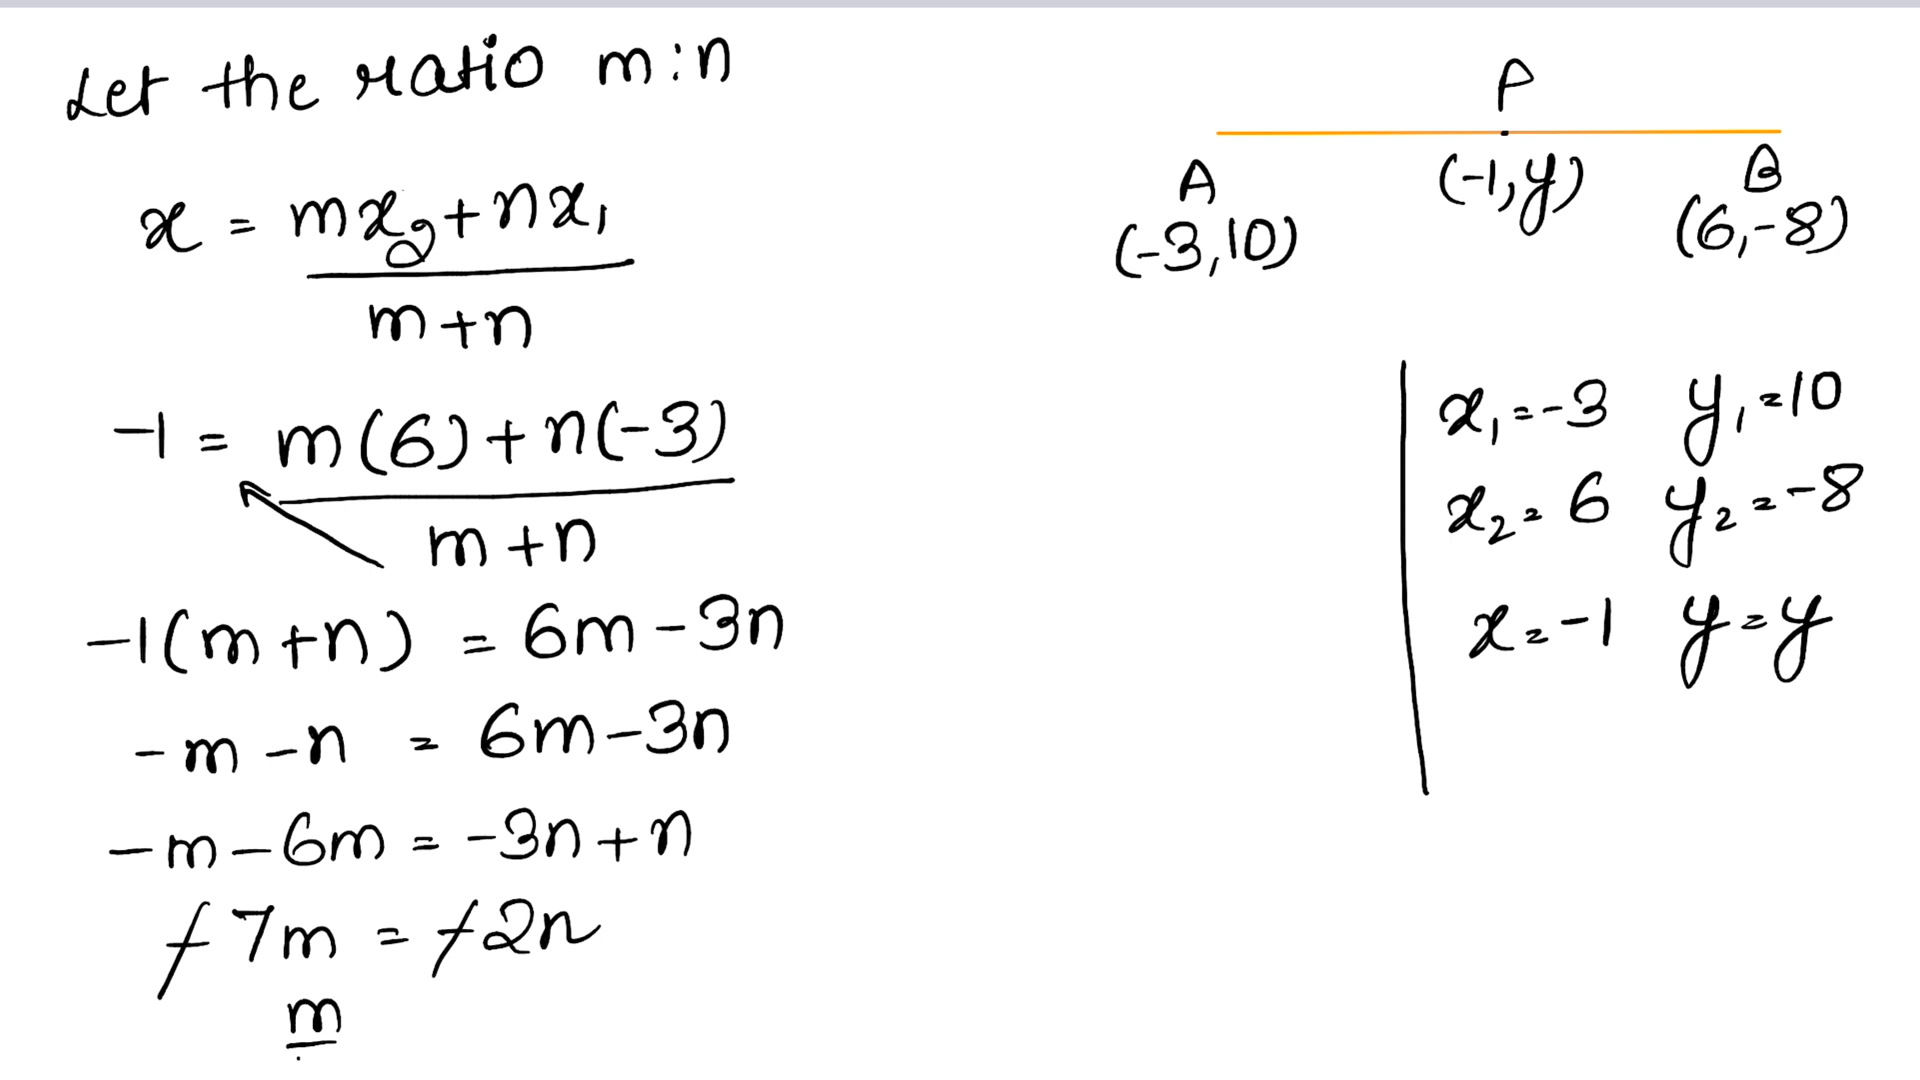 Let the ratio m:n
x = mx2+nx1
m+n
-1 = m(6)+n(-3)
m+n
-1(m+n) = 6m-3n
-m-n = 6m-3n
-m-6m = -3n+n
-7m = -2n
m
P
A
(-1,y)
B
(-3,10)
(6,-8)
x1=-3 y1=10
x2=6 y2=-8
x=-1 y=y